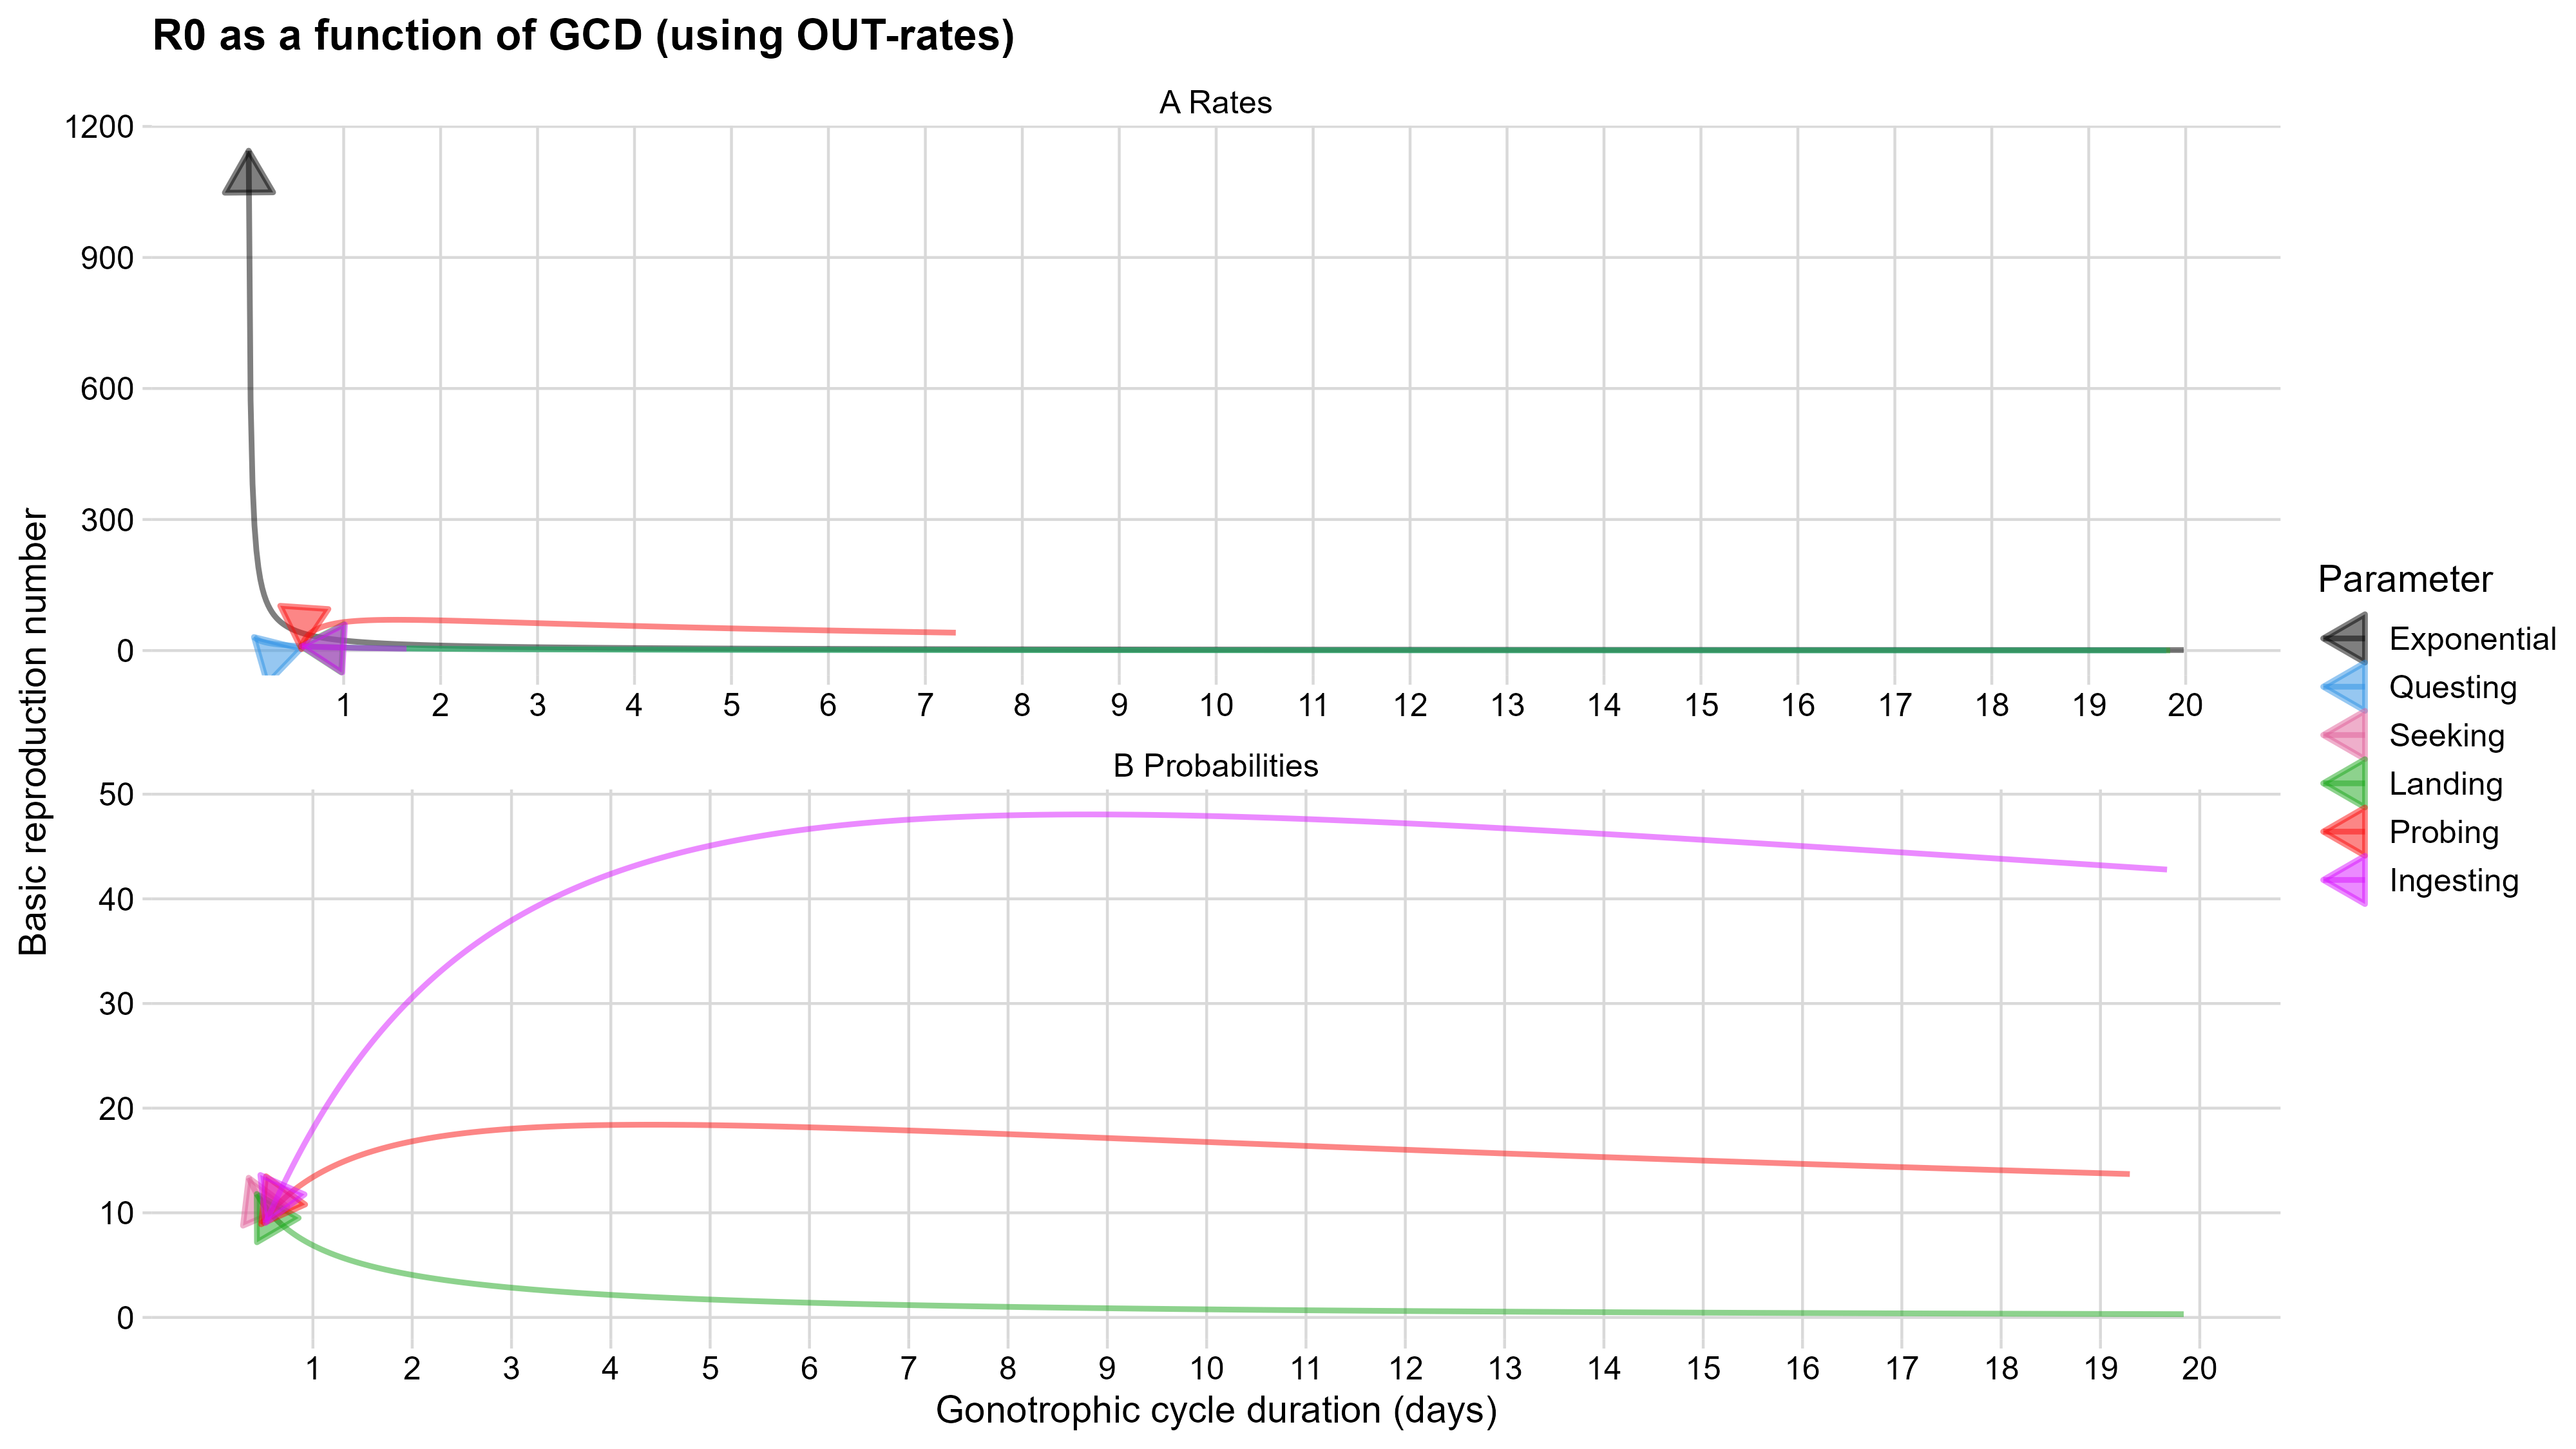 R0 as a function of GCD (using OUT-rates)
A Rates
1200
900
600
300
0
1 2 3 4 5 6 7 8 9 10 11 12 13 14 15 16 17 18 19 20
B Probabilities
50
40
30
20
10
0
1 2 3 4 5 6 7 8 9 10 11 12 13 14 15 16 17 18 19 20
Gonotrophic cycle duration (days)
Basic reproduction number
Parameter
Exponential
Questing
Seeking
Landing
Probing
Ingesting